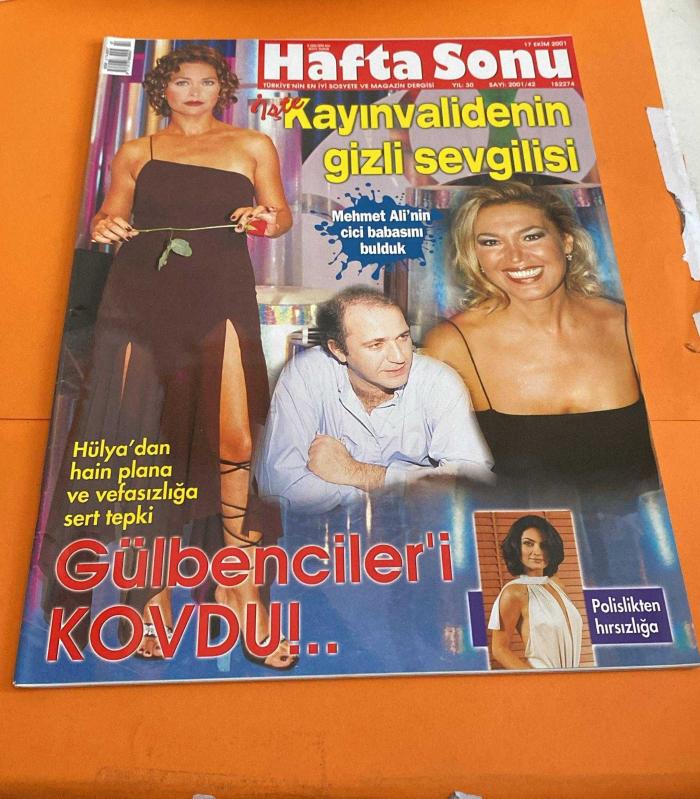 Hafta Sonu
17 EKİM 2001
TÜRKİYE'NİN EN İYİ SOSYETE VE MAGAZİN DERGİSİ YIL: 30 SAYI: 2001/42 152274
İşte
Kayınvalidenin
gizli sevgilisi
Mehmet Ali'nin
cici babasını
bulduk
Hülya'dan
hain plana
ve vefasızlığa
sert tepki
Gülbenciler'i
KOVDU!..
Polislikten
hırsızlığa